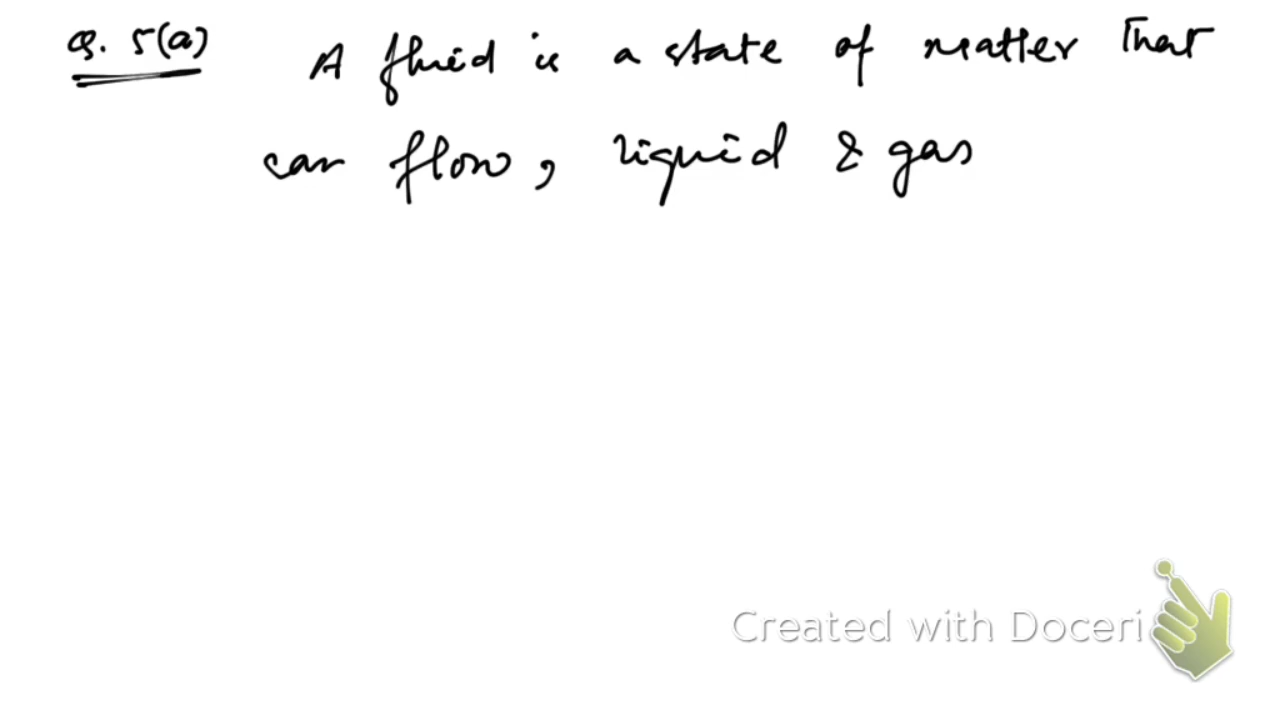 Q. 5(a) A fluid is a state of matter that
can flow, liquid & gas
Created with Doceri